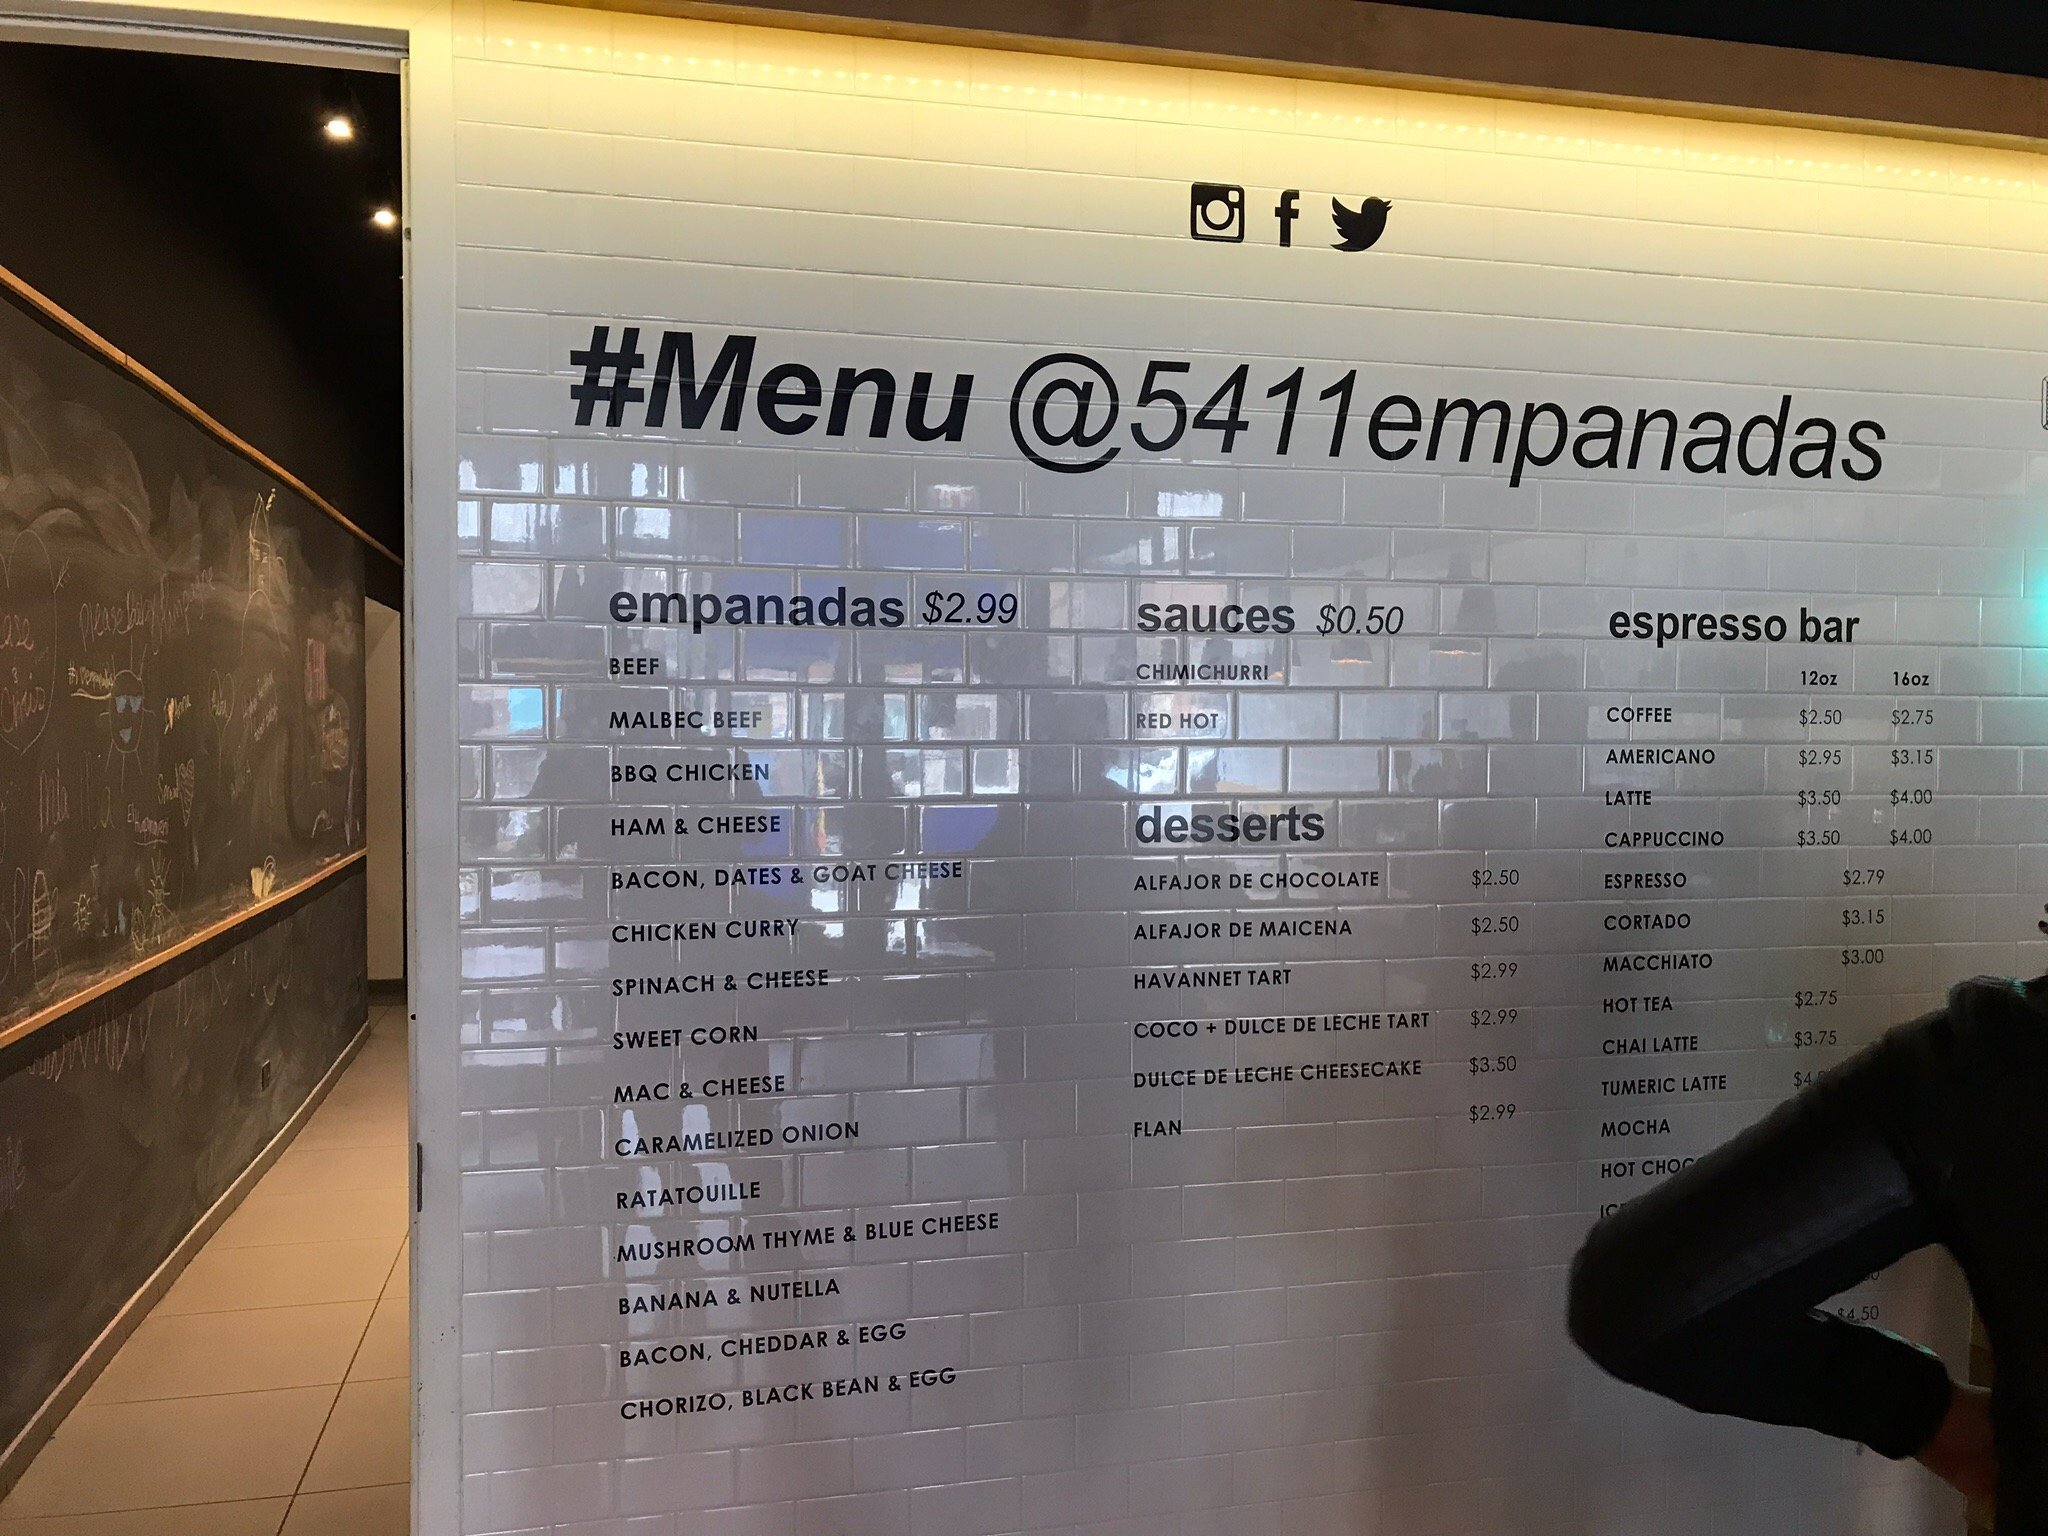 #Menu @5411empanadas
empanadas $2.99
BEEF
MALBEC BEEF
BBQ CHICKEN
HAM & CHEESE
BACON, DATES & GOAT CHEESE
CHICKEN CURRY
SPINACH & CHEESE
SWEET CORN
MAC & CHEESE
CARAMELIZED ONION
RATATOUILLE
MUSHROOM THYME & BLUE CHEESE
BANANA & NUTELLA
BACON, CHEDDAR & EGG
CHORIZO, BLACK BEAN & EGG
sauces $0.50
CHIMICHURRI
RED HOT
desserts
ALFAJOR DE CHOCOLATE $2.50
ALFAJOR DE MAICENA $2.50
HAVANNET TART $2.99
COCO + DULCE DE LECHE TART $2.99
DULCE DE LECHE CHEESECAKE $3.50
FLAN $2.99
espresso bar
12oz 16oz
COFFEE $2.50 $2.75
AMERICANO $2.95 $3.15
LATTE $3.50 $4.00
CAPPUCCINO $3.50 $4.00
ESPRESSO $2.79
CORTADO $3.15
MACCHIATO $3.00
HOT TEA $2.75
CHAI LATTE $3.75
TUMERIC LATTE
MOCHA
HOT
$4.50
please